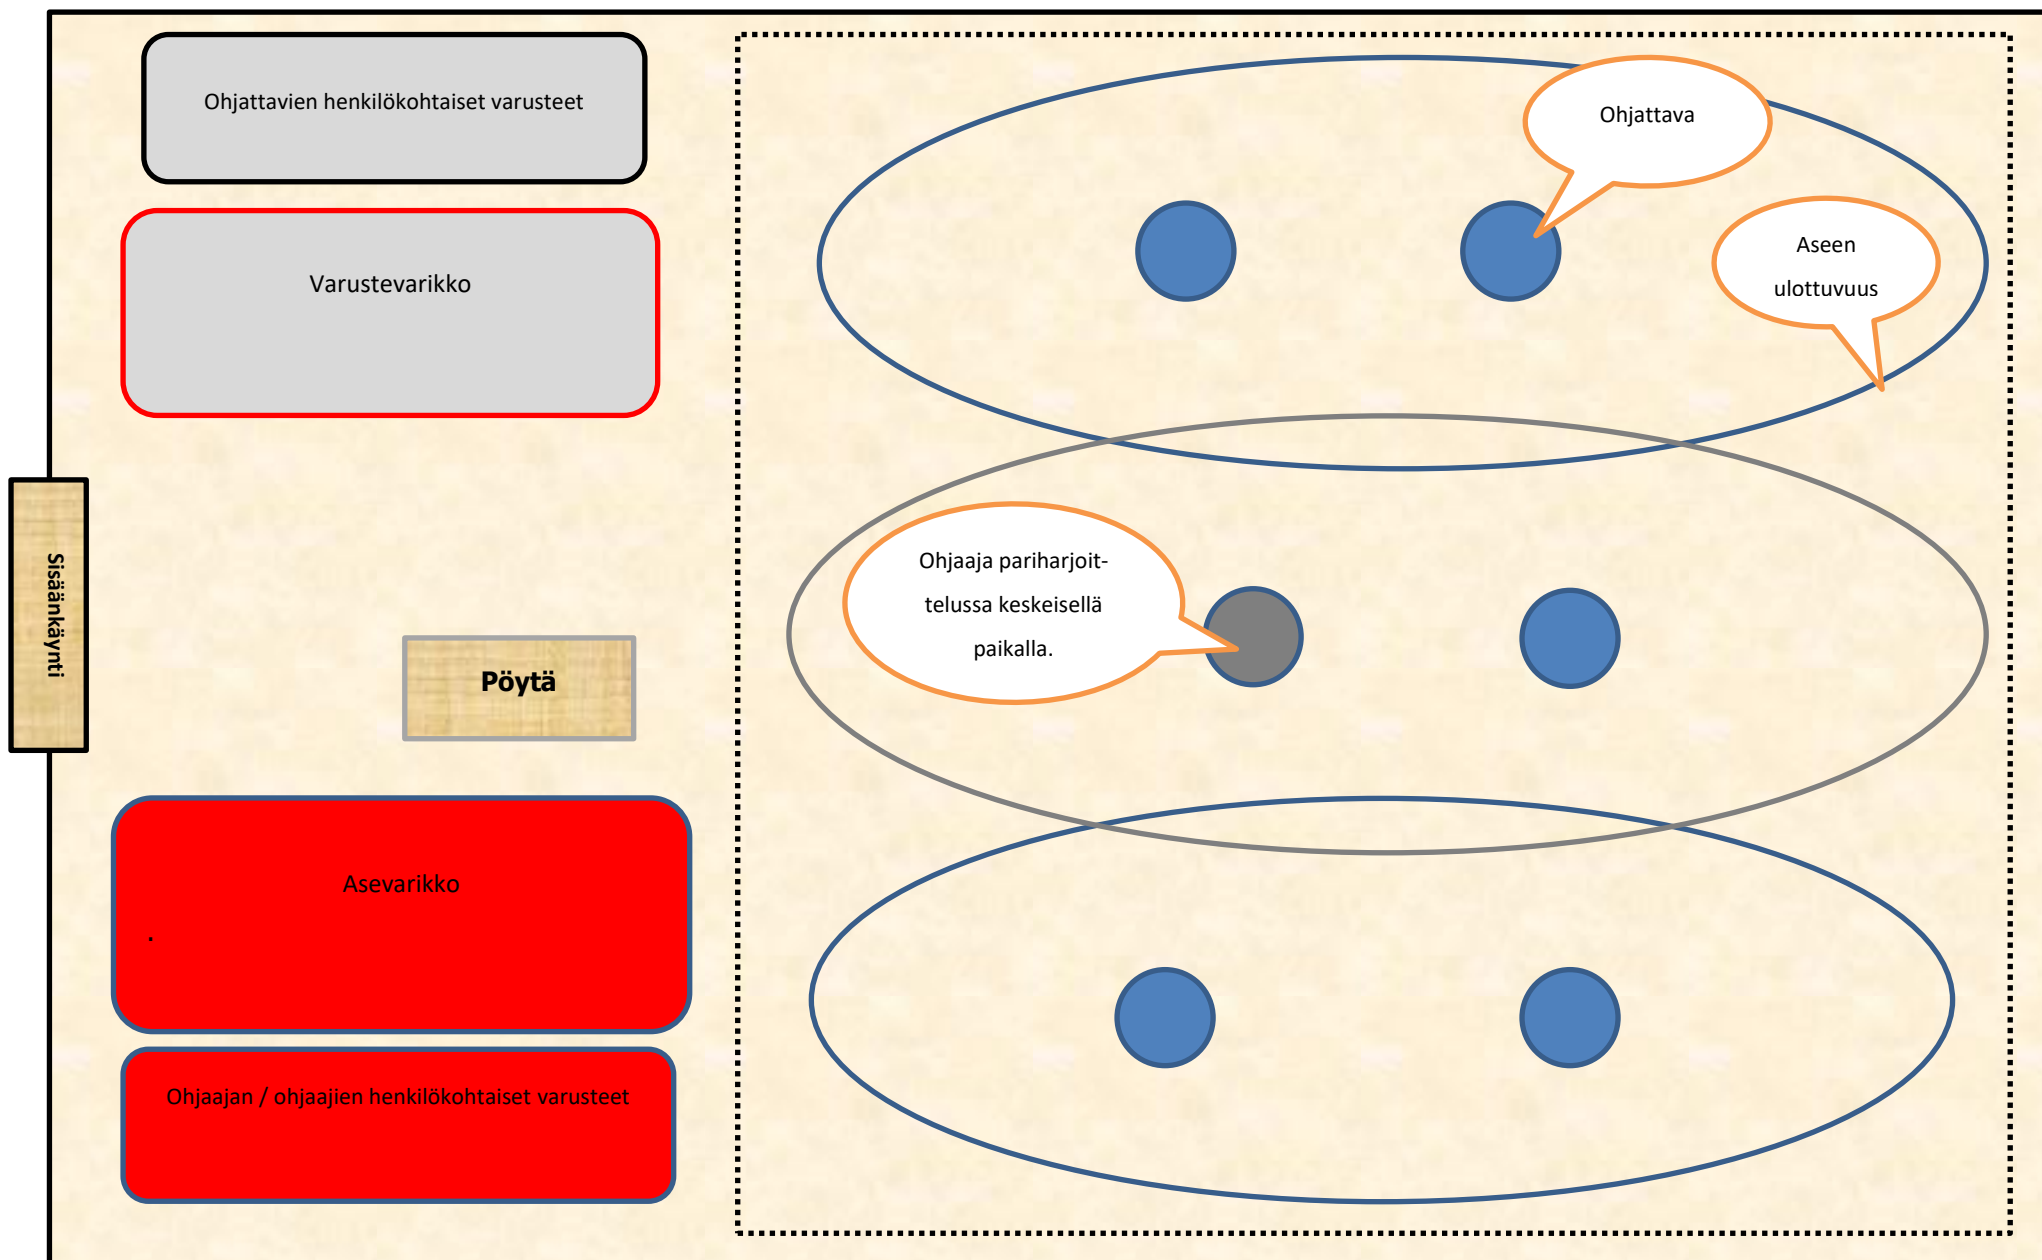 Ohjattavien henkilökohtaiset varusteet
Varustevarikko
Sisäänkäynti
Pöytä
Asevarikko
.
Ohjaajan / ohjaajien henkilökohtaiset varusteet
Ohjattava
Aseen
ulottuvuus
Ohjaaja pariharjoit-
telussa keskeisellä
paikalla.